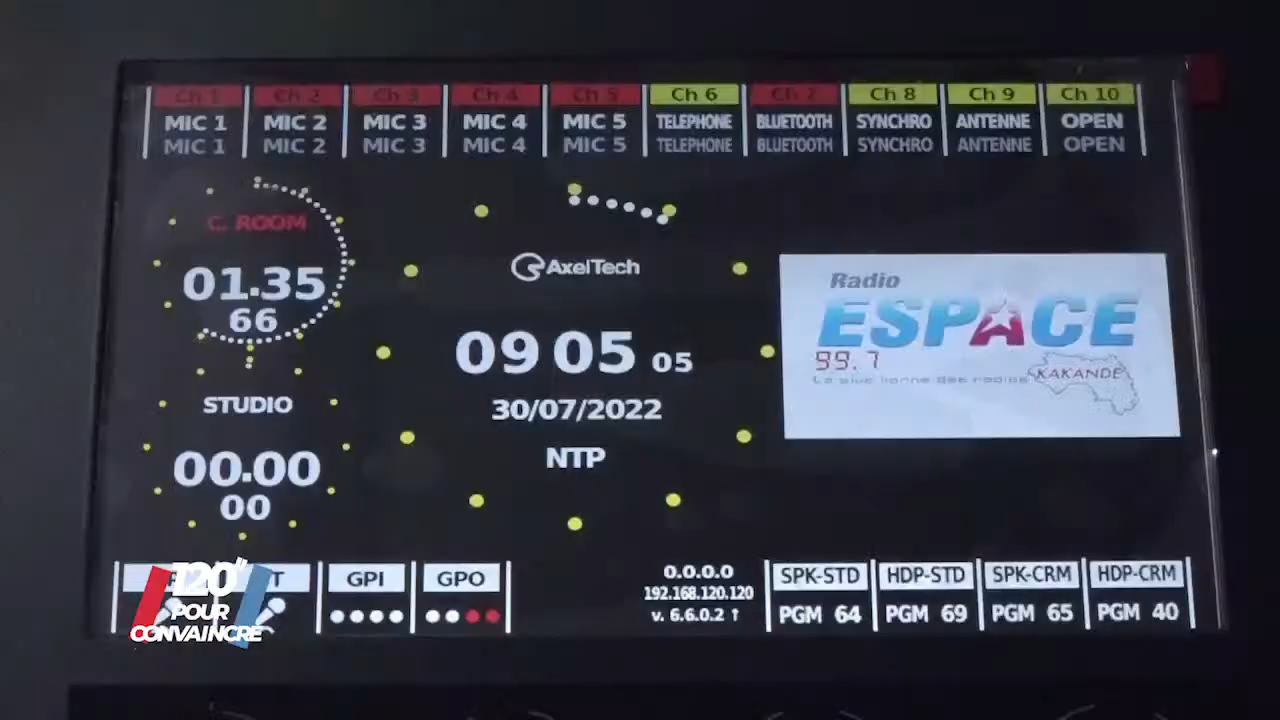 Ch 1 Ch 2 Ch 3 Ch 4 Ch 5 Ch 6 Ch 7 Ch 8 Ch 9 Ch 10
MIC 1 MIC 2 MIC 3 MIC 4 MIC 5 TELEPHONE BLUETOOTH SYNCHRO ANTENNE OPEN
MIC 1 MIC 2 MIC 3 MIC 4 MIC 5 TELEPHONE BLUETOOTH SYNCHRO ANTENNE OPEN
C. ROOM
01.35
66
STUDIO
00.00
00
AxelTech
09 05 05
30/07/2022
NTP
Radio
ESPACE
99.7
KAKANDE
GPI GPO
0.0.0.0
192.168.120.120
v. 6.6.0.2 ↑
SPK-STD HDP-STD SPK-CRM HDP-CRM
PGM 64 PGM 69 PGM 65 PGM 40
120"
POUR
CONVAINCRE